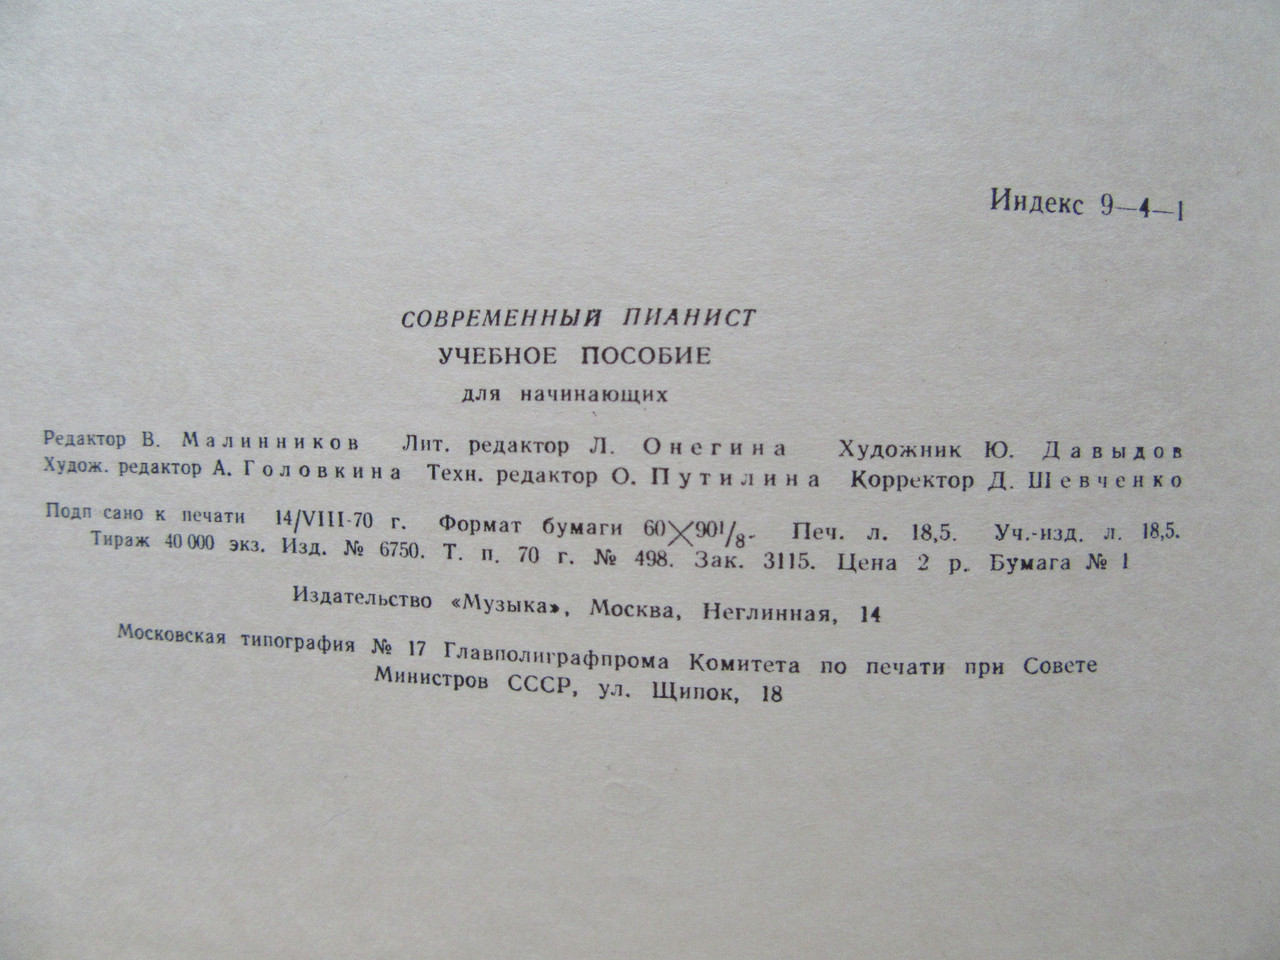 Индекс 9—4—1
СОВРЕМЕННЫЙ ПИАНИСТ
УЧЕБНОЕ ПОСОБИЕ
для начинающих
Редактор В. Малинников Лит. редактор Л. Онегина Художник Ю. Давыдов
Худож. редактор А. Головкина Техн. редактор О. Путилина Корректор Д. Шевченко
Подп сано к печати 14/VIII-70 г. Формат бумаги 60×90 1/8. Печ. л. 18,5. Уч.-изд. л. 18,5.
Тираж 40 000 экз. Изд. № 6750. Т. п. 70 г. № 498. Зак. 3115. Цена 2 р. Бумага № 1
Издательство «Музыка», Москва, Неглинная, 14
Московская типография № 17 Главполиграфпрома Комитета по печати при Совете
Министров СССР, ул. Щипок, 18